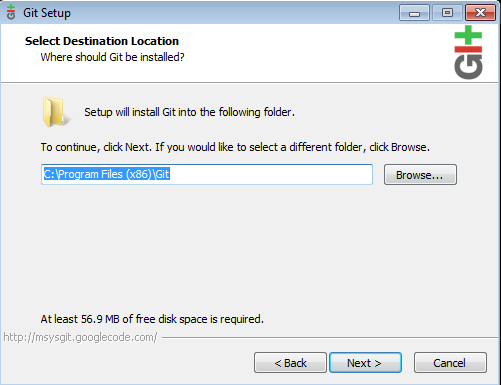 Git Setup
Select Destination Location
Where should Git be installed?
GIT
Setup will install Git into the following folder.
To continue, click Next. If you would like to select a different folder, click Browse.
C:\Program Files (x86)\Git
Browse...
At least 56.9 MB of free disk space is required.
http://msysgit.googlecode.com/
< Back
Next >
Cancel